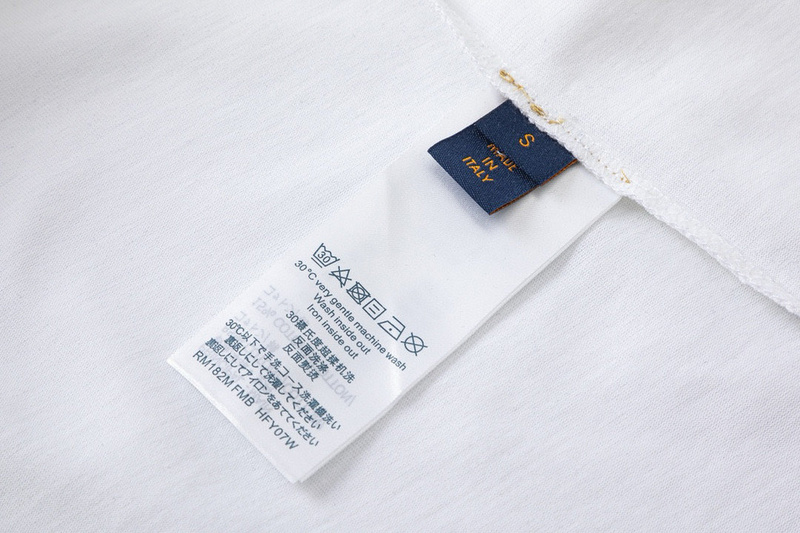 S
MADE
IN
ITALY
30
30°C very gentle machine wash
Wash inside out
Iron inside out
30摄氏度超柔机洗
反面洗涤
反面熨烫
30℃以下で手洗コース洗濯機洗い
裏返しにして洗濯してください
裏返しにしてアイロンをあててください
RM182M FMB HFY07W